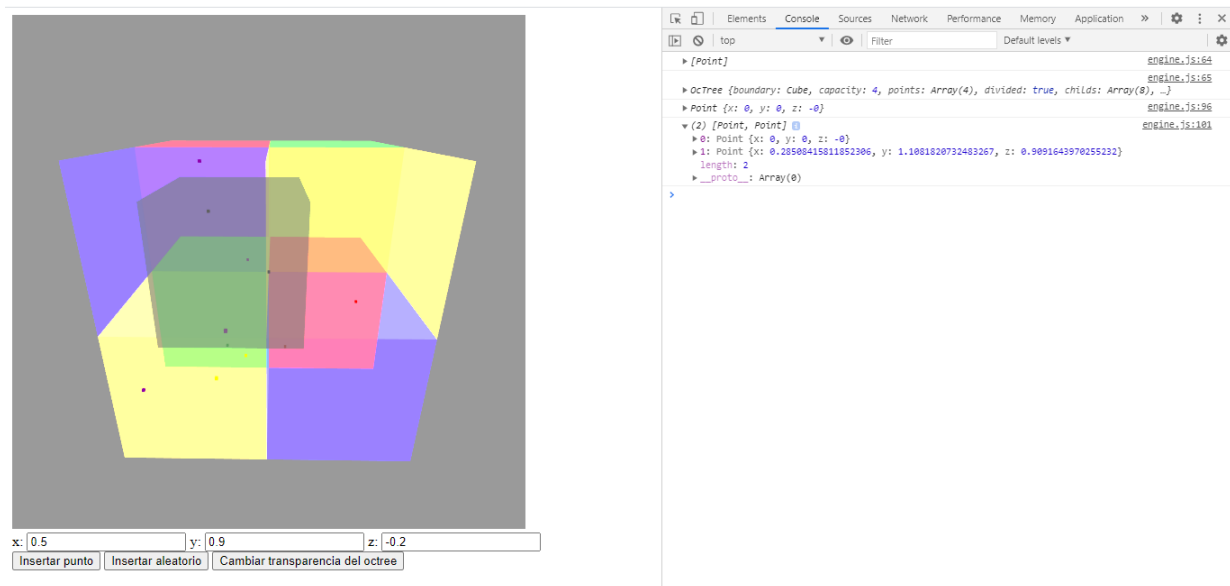 Elements Console Sources Network Performance Memory Application »
top Filter Default levels
[Point] engine.js:64
engine.js:65
OcTree {boundary: Cube, capacity: 4, points: Array(4), divided: true, childs: Array(8), …}
Point {x: 0, y: 0, z: -0} engine.js:96
(2) [Point, Point] engine.js:101
0: Point {x: 0, y: 0, z: -0}
1: Point {x: 0.28508415811852306, y: 1.1081820732483267, z: 0.9091643970255232}
length: 2
__proto__: Array(0)
x: 0.5 y: 0.9 z: -0.2
Insertar punto Insertar aleatorio Cambiar transparencia del octree